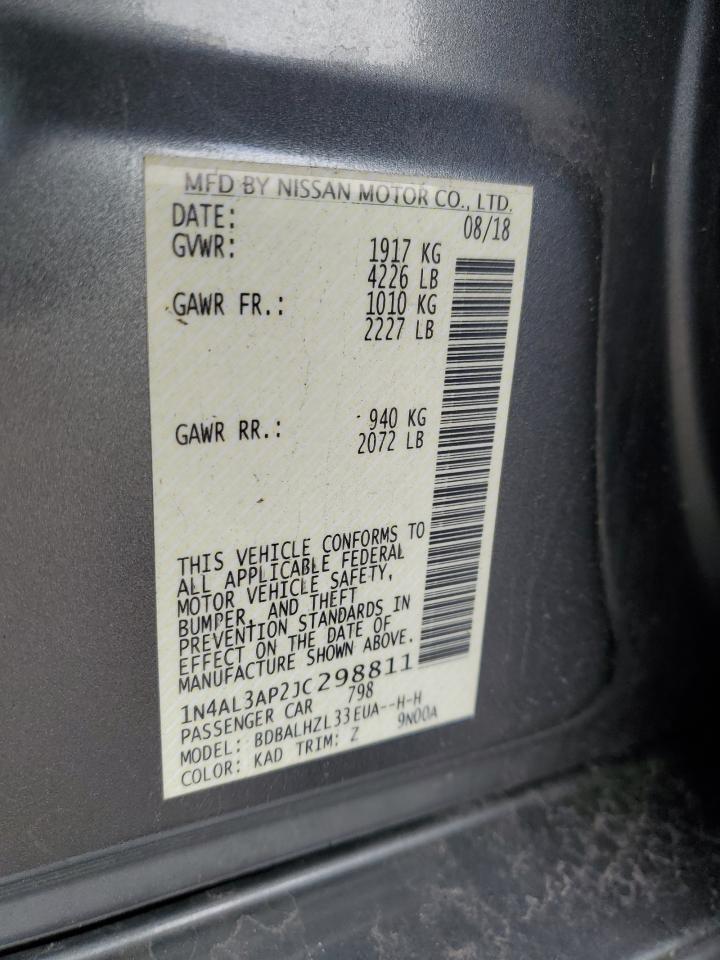 MFD BY NISSAN MOTOR CO., LTD.
DATE: 08/18
GVWR: 1917 KG
4226 LB
GAWR FR.: 1010 KG
2227 LB
GAWR RR.: 940 KG
2072 LB
THIS VEHICLE CONFORMS TO
ALL APPLICABLE FEDERAL
MOTOR VEHICLE SAFETY,
BUMPER, AND THEFT
PREVENTION STANDARDS IN
EFFECT ON THE DATE OF
MANUFACTURE SHOWN ABOVE.
1N4AL3AP2JC298811
PASSENGER CAR 798
MODEL: BDBALHZL33EUA--H-H
COLOR: KAD TRIM: Z 9N00A